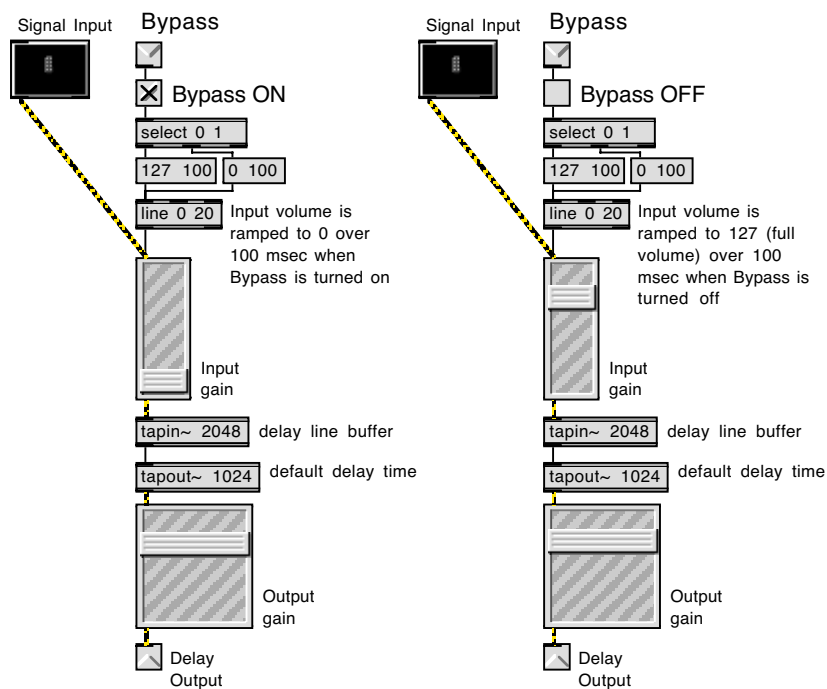 Signal Input
Bypass
Bypass ON
select 0 1
127 100
0 100
line 0 20
Input volume is
ramped to 0 over
100 msec when
Bypass is turned on
Input
gain
tapin~ 2048
delay line buffer
tapout~ 1024
default delay time
Output
gain
Delay
Output
Signal Input
Bypass
Bypass OFF
select 0 1
127 100
0 100
line 0 20
Input volume is
ramped to 127 (full
volume) over 100
msec when Bypass is
turned off
Input
gain
tapin~ 2048
delay line buffer
tapout~ 1024
default delay time
Output
gain
Delay
Output